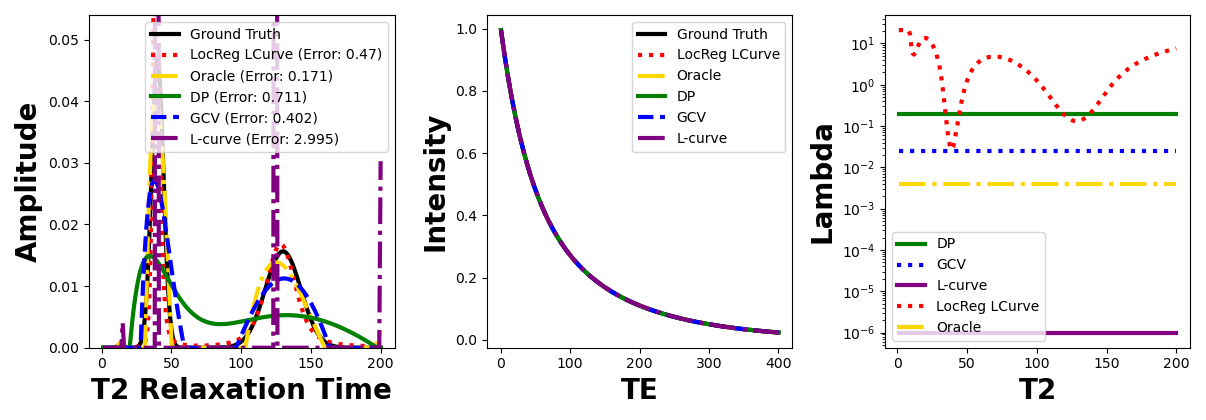 Amplitude
0.05
0.04
0.03
0.02
0.01
0.00
0
50
100
150
200
T2 Relaxation Time
Ground Truth
LocReg LCurve (Error: 0.47)
Oracle (Error: 0.171)
DP (Error: 0.711)
GCV (Error: 0.402)
L-curve (Error: 2.995)
Intensity
1.0
0.8
0.6
0.4
0.2
0.0
0
100
200
300
400
TE
Ground Truth
LocReg LCurve
Oracle
DP
GCV
L-curve
Lambda
10¹
10⁰
10⁻¹
10⁻²
10⁻³
10⁻⁴
10⁻⁵
10⁻⁶
0
50
100
150
200
T2
DP
GCV
L-curve
LocReg LCurve
Oracle